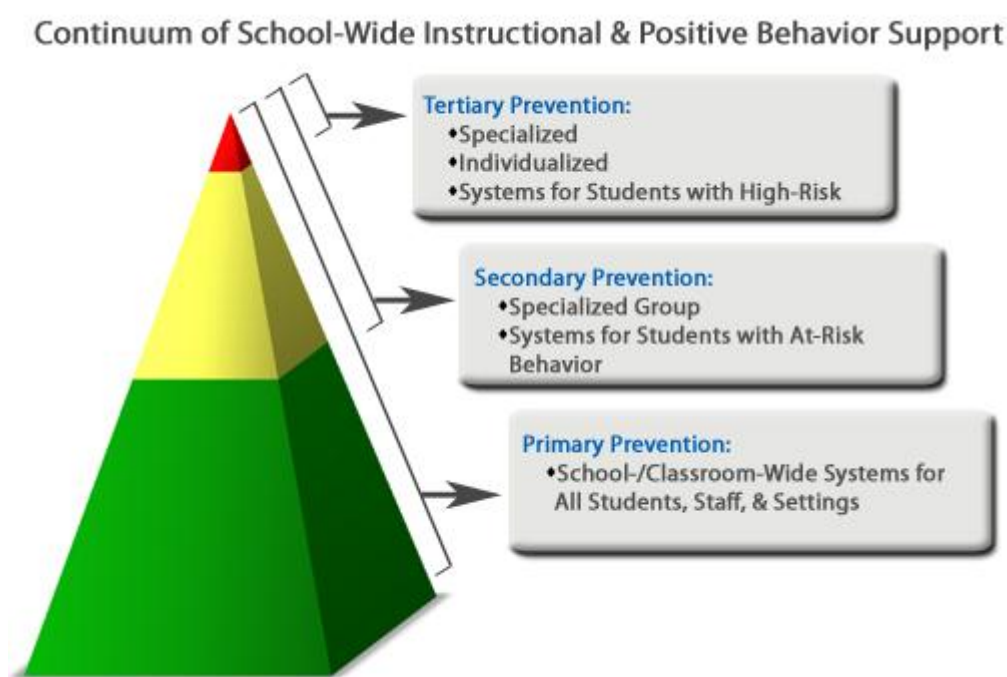 Continuum of School-Wide Instructional & Positive Behavior Support
Tertiary Prevention:
♦Specialized
♦Individualized
♦Systems for Students with High-Risk
Secondary Prevention:
♦Specialized Group
♦Systems for Students with At-Risk
Behavior
Primary Prevention:
♦School-/Classroom-Wide Systems for
All Students, Staff, & Settings